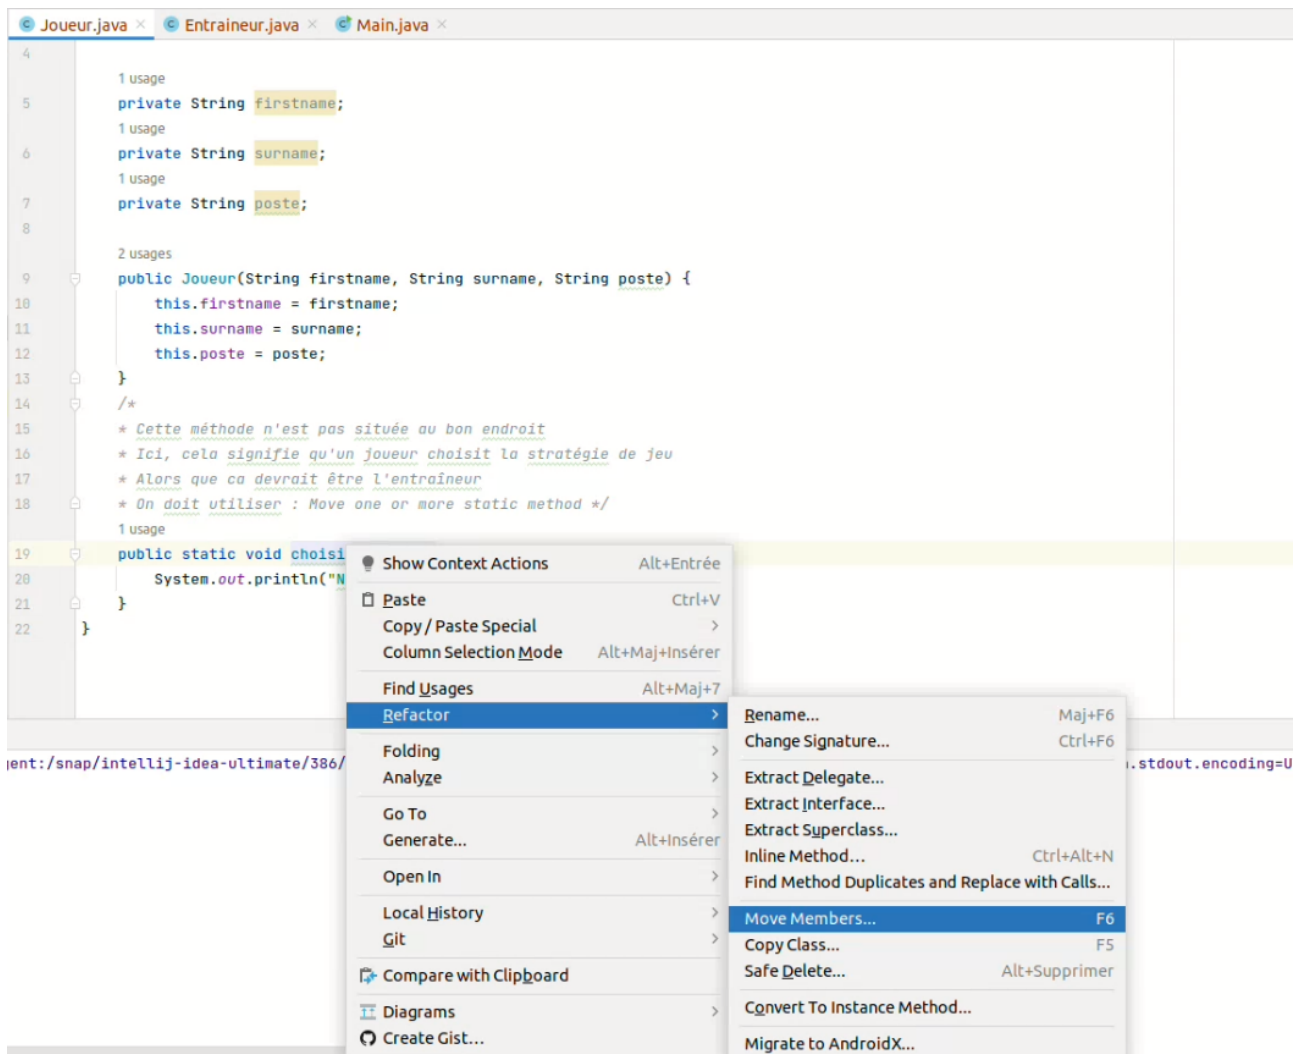 Joueur.java × Entraineur.java × Main.java ×
4
1 usage
5 private String firstname;
1 usage
6 private String surname;
1 usage
7 private String poste;
8
2 usages
9 public Joueur(String firstname, String surname, String poste) {
10 this.firstname = firstname;
11 this.surname = surname;
12 this.poste = poste;
13 }
14 /*
15 * Cette méthode n'est pas située au bon endroit
16 * Ici, cela signifie qu'un joueur choisit la stratégie de jeu
17 * Alors que ca devrait être l'entraîneur
18 * On doit utiliser : Move one or more static method */
1 usage
19 public static void choisi
20 System.out.println("N
21 }
22 }
Show Context Actions Alt+Entrée
Paste Ctrl+V
Copy / Paste Special
Column Selection Mode Alt+Maj+Insérer
Find Usages Alt+Maj+7
Refactor
Folding
Analyze
Go To
Generate... Alt+Insérer
Open In
Local History
Git
Compare with Clipboard
Diagrams
Create Gist...
Rename... Maj+F6
Change Signature... Ctrl+F6
Extract Delegate...
Extract Interface...
Extract Superclass...
Inline Method... Ctrl+Alt+N
Find Method Duplicates and Replace with Calls...
Move Members... F6
Copy Class... F5
Safe Delete... Alt+Supprimer
Convert To Instance Method...
Migrate to AndroidX...
gent:/snap/intellij-idea-ultimate/386/
.stdout.encoding=U